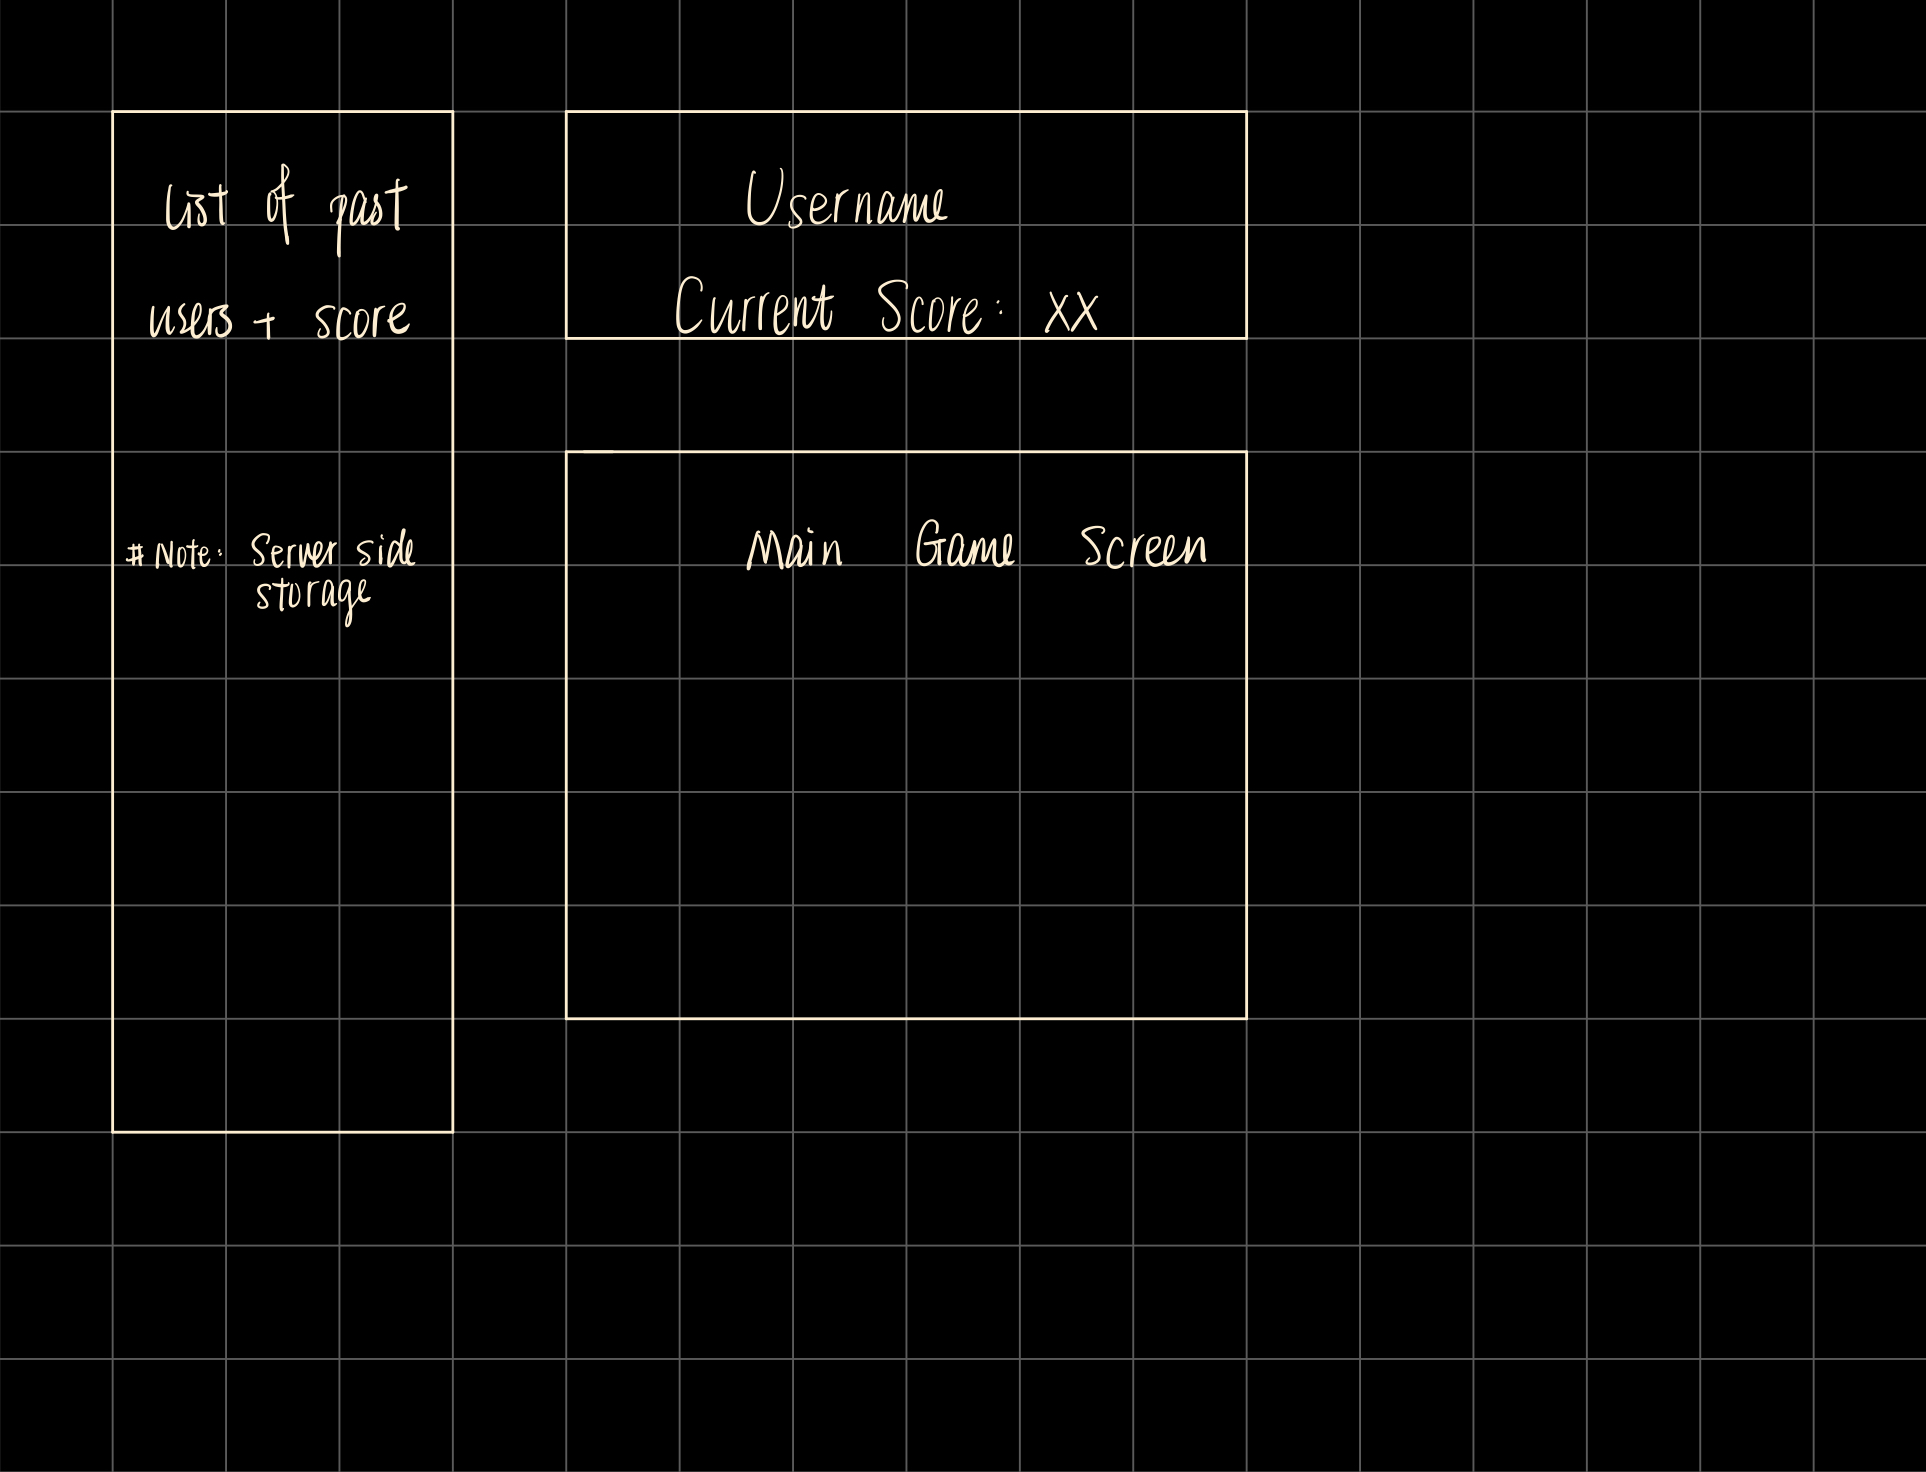 List of past
users + score
# Note: Server side
storage
Username
Current Score: XX
Main Game Screen